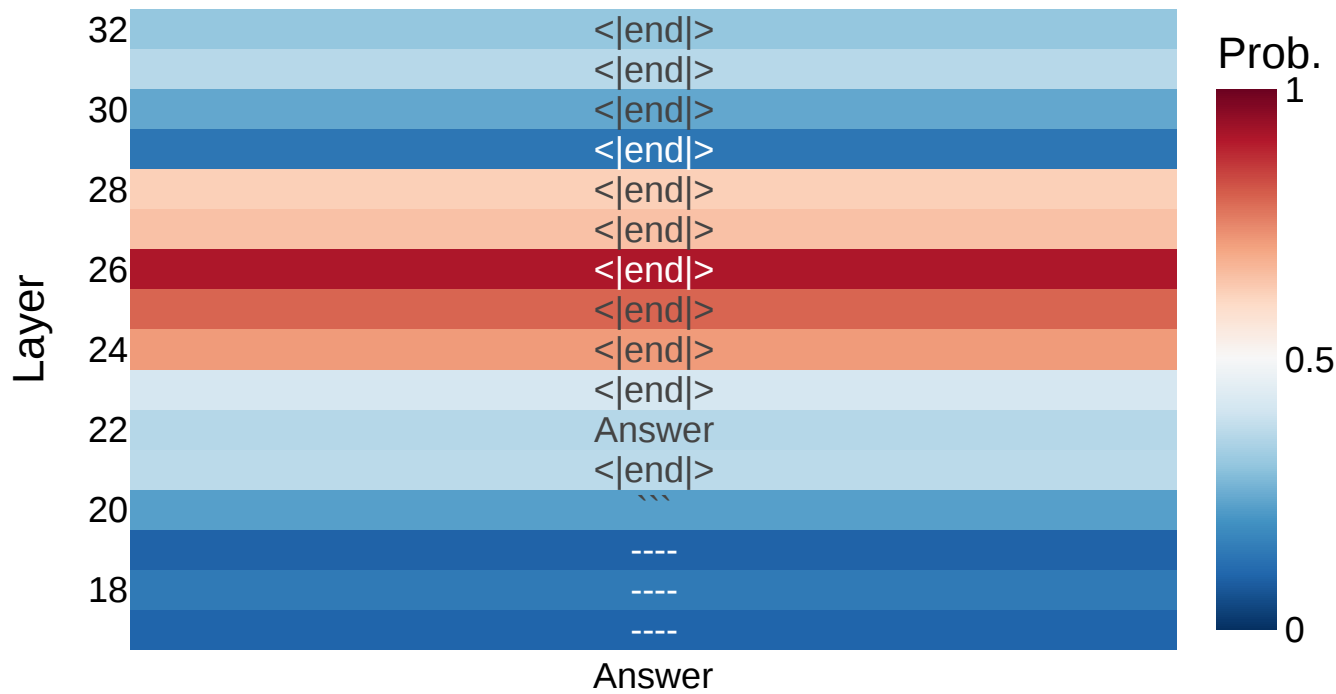 32 <|end|>
<|end|>
30 <|end|>
<|end|>
28 <|end|>
<|end|>
26 <|end|>
<|end|>
24 <|end|>
<|end|>
22 Answer
<|end|>
20 ```
----
18 ----
----
Answer
Layer
Prob.
1
0.5
0